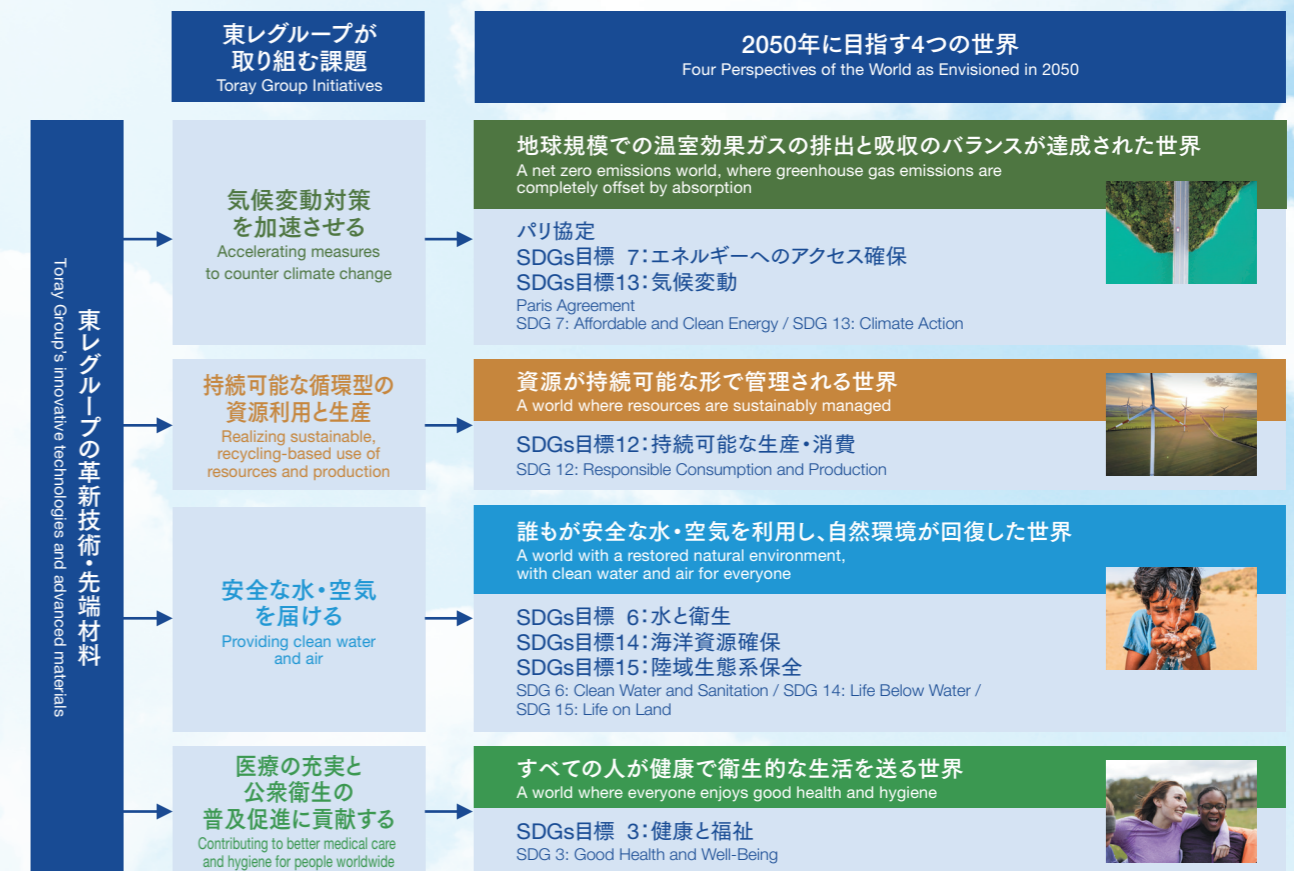 東レグループが
取り組む課題
Toray Group Initiatives
2050年に目指す4つの世界
Four Perspectives of the World as Envisioned in 2050
東レグループの革新技術・先端材料
Toray Group's innovative technologies and advanced materials
気候変動対策
を加速させる
Accelerating measures
to counter climate change
地球規模での温室効果ガスの排出と吸収のバランスが達成された世界
A net zero emissions world, where greenhouse gas emissions are
completely offset by absorption
パリ協定
SDGs目標 7：エネルギーへのアクセス確保
SDGs目標13：気候変動
Paris Agreement
SDG 7: Affordable and Clean Energy / SDG 13: Climate Action
持続可能な循環型の
資源利用と生産
Realizing sustainable,
recycling-based use of
resources and production
資源が持続可能な形で管理される世界
A world where resources are sustainably managed
SDGs目標12：持続可能な生産・消費
SDG 12: Responsible Consumption and Production
安全な水・空気
を届ける
Providing clean water
and air
誰もが安全な水・空気を利用し、自然環境が回復した世界
A world with a restored natural environment,
with clean water and air for everyone
SDGs目標 6：水と衛生
SDGs目標14：海洋資源確保
SDGs目標15：陸域生態系保全
SDG 6: Clean Water and Sanitation / SDG 14: Life Below Water /
SDG 15: Life on Land
医療の充実と
公衆衛生の
普及促進に貢献する
Contributing to better medical care
and hygiene for people worldwide
すべての人が健康で衛生的な生活を送る世界
A world where everyone enjoys good health and hygiene
SDGs目標 3：健康と福祉
SDG 3: Good Health and Well-Being